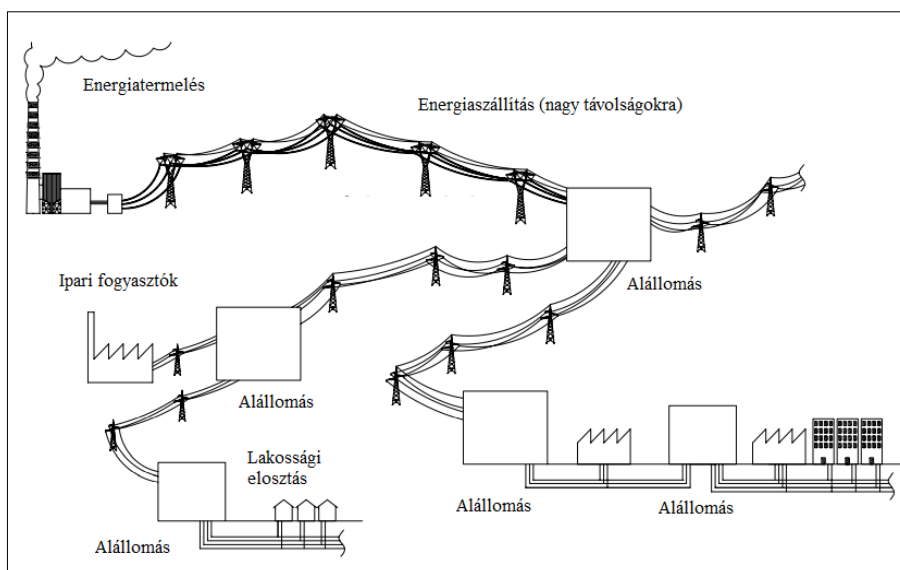 Energiatermelés
Energiaszállítás (nagy távolságokra)
Ipari fogyasztók
Alállomás
Alállomás
Lakossági
elosztás
Alállomás
Alállomás
Alállomás